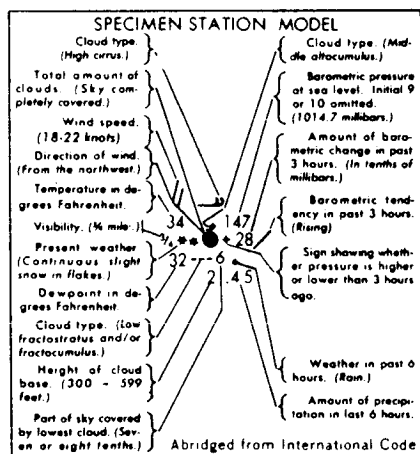 SPECIMEN STATION MODEL
Cloud type.
(High cirrus.)
Total amount of
clouds. (Sky com-
pletely covered.)
Wind speed.
(18-22 knots)
Direction of wind.
(From the northwest.)
Temperature in de-
grees Fahrenheit.
Visibility. (¾ mile.)
Present weather.
(Continuous slight
snow in flakes.)
Dewpoint in de-
grees Fahrenheit.
Cloud type. (Low
fractostratus and/or
fractocumulus.)
Height of cloud
base. (300 - 599
feet.)
Part of sky covered
by lowest cloud. (Sev-
en or eight tenths.)
34 147
¾ +28
32 6
2 .45
Cloud type. (Mid-
dle altocumulus.)
Barometric pressure
at sea level. Initial 9
or 10 omitted.
(1014.7 millibars.)
Amount of baro-
metric change in past
3 hours. (In tenths of
millibars.)
Barometric ten-
dency in past 3 hours.
(Rising)
Sign showing wheth-
er pressure is higher
or lower than 3 hours
ago.
Weather in past 6
hours. (Rain.)
Amount of precipi-
tation in last 6 hours.
Abridged from International Code